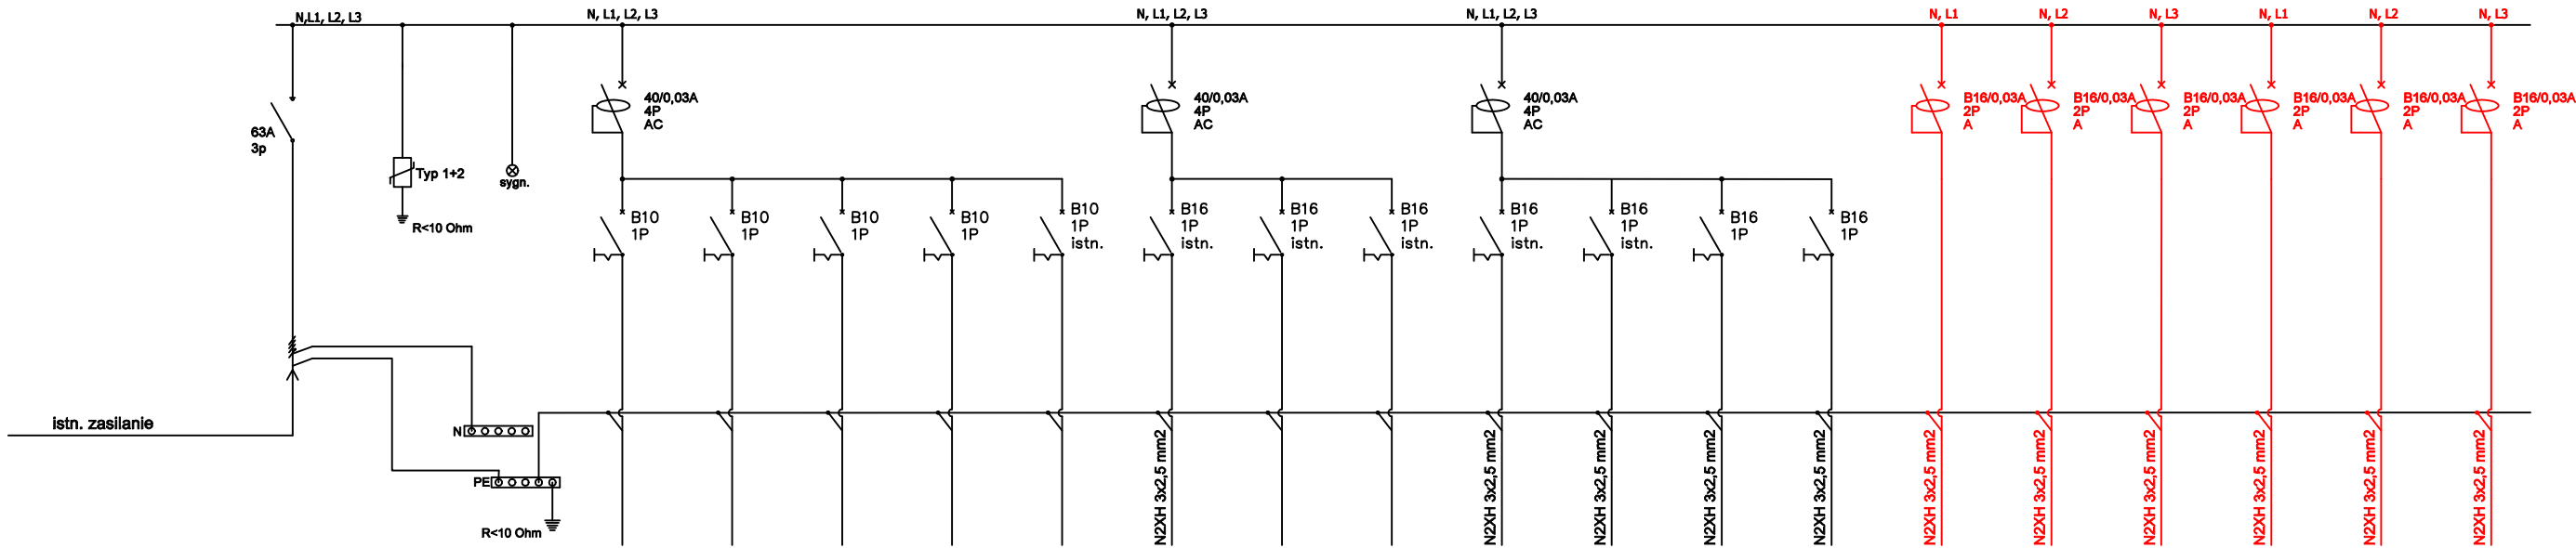 N,L1, L2, L3
N, L1, L2, L3
N, L1, L2, L3
N, L1, L2, L3
N, L1
N, L2
N, L3
N, L1
N, L2
N, L3
63A
3p
Typ 1+2
R<10 Ohm
sygn.
40/0,03A
4P
AC
40/0,03A
4P
AC
40/0,03A
4P
AC
B16/0,03A
2P
A
B16/0,03A
2P
A
B16/0,03A
2P
A
B16/0,03A
2P
A
B16/0,03A
2P
A
B16/0,03A
2P
A
B10
1P
B10
1P
B10
1P
B10
1P
B10
1P
istn.
B16
1P
istn.
B16
1P
istn.
B16
1P
istn.
B16
1P
istn.
B16
1P
istn.
B16
1P
B16
1P
istn. zasilanie
N
PE
R<10 Ohm
N2XH 3x2,5 mm2
N2XH 3x2,5 mm2
N2XH 3x2,5 mm2
N2XH 3x2,5 mm2
N2XH 3x2,5 mm2
N2XH 3x2,5 mm2
N2XH 3x2,5 mm2
N2XH 3x2,5 mm2
N2XH 3x2,5 mm2
N2XH 3x2,5 mm2
N2XH 3x2,5 mm2